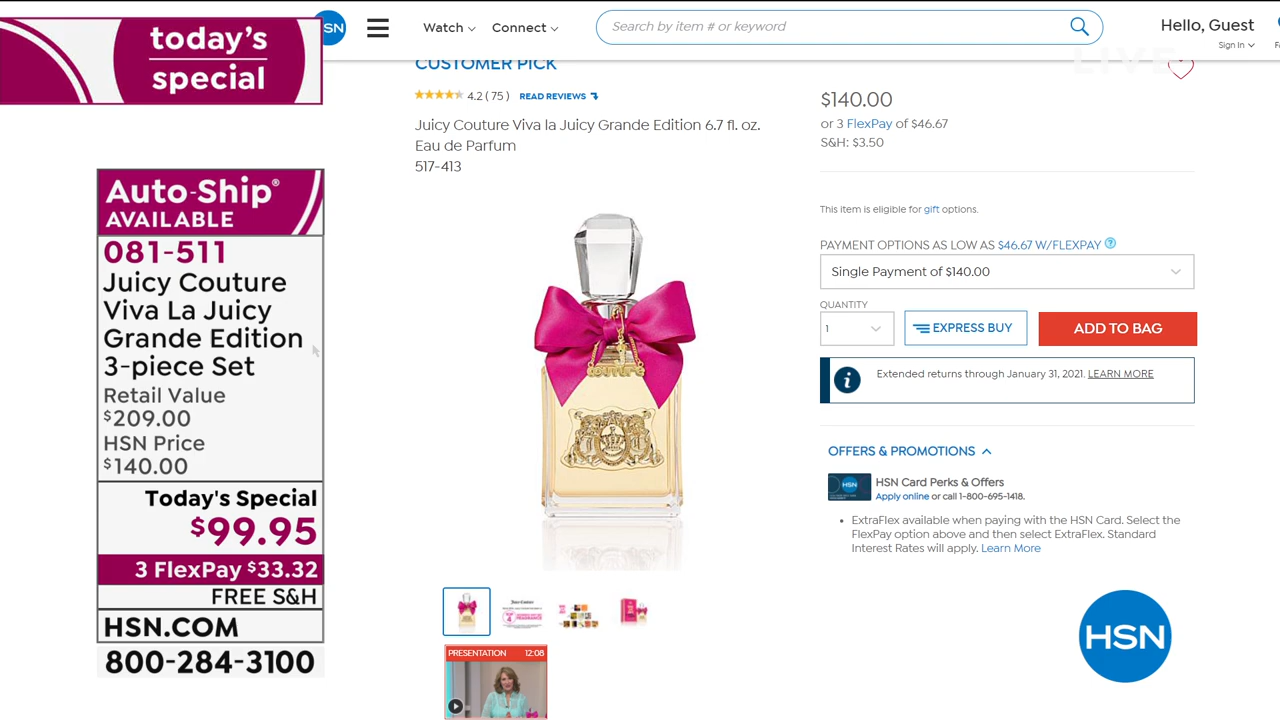 today's
special
SN
Watch
Connect
Search by item # or keyword
Hello, Guest
Sign In
LIVE
CUSTOMER PICK
4.2 ( 75 ) READ REVIEWS
Juicy Couture Viva la Juicy Grande Edition 6.7 fl. oz.
Eau de Parfum
517-413
$140.00
or 3 FlexPay of $46.67
S&H: $3.50
This item is eligible for gift options.
PAYMENT OPTIONS AS LOW AS $46.67 W/FLEXPAY ?
Single Payment of $140.00
QUANTITY
1
EXPRESS BUY
ADD TO BAG
Extended returns through January 31, 2021. LEARN MORE
OFFERS & PROMOTIONS
HSN
HSN Card Perks & Offers
Apply online or call 1-800-695-1418.
• ExtraFlex available when paying with the HSN Card. Select the
FlexPay option above and then select ExtraFlex. Standard
Interest Rates will apply. Learn More
Auto-Ship®
AVAILABLE
081-511
Juicy Couture
Viva La Juicy
Grande Edition
3-piece Set
Retail Value
$209.00
HSN Price
$140.00
Today's Special
$99.95
3 FlexPay $33.32
FREE S&H
HSN.COM
800-284-3100
couture
PRESENTATION 12:08
HSN